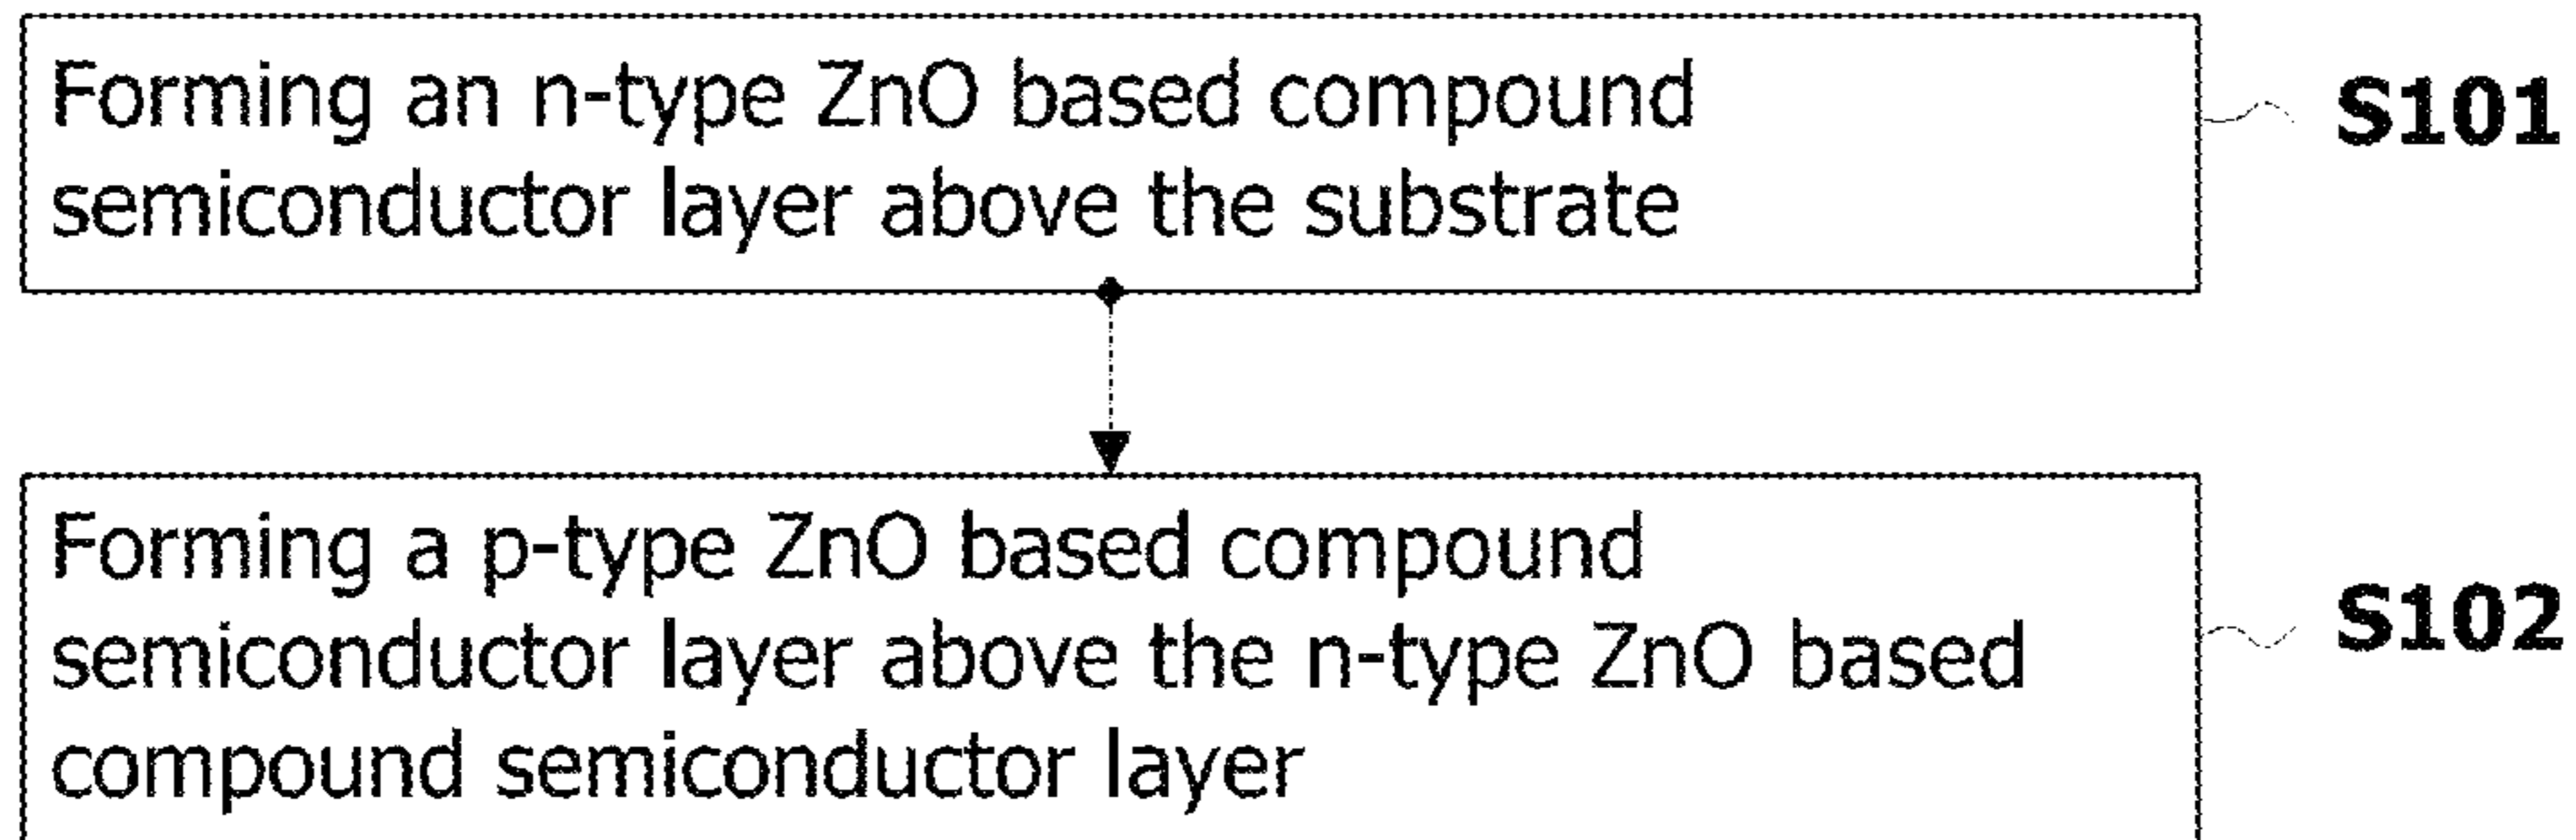 Forming an n-type ZnO based compound
semiconductor layer above the substrate
S101
Forming a p-type ZnO based compound
semiconductor layer above the n-type ZnO based
compound semiconductor layer
S102